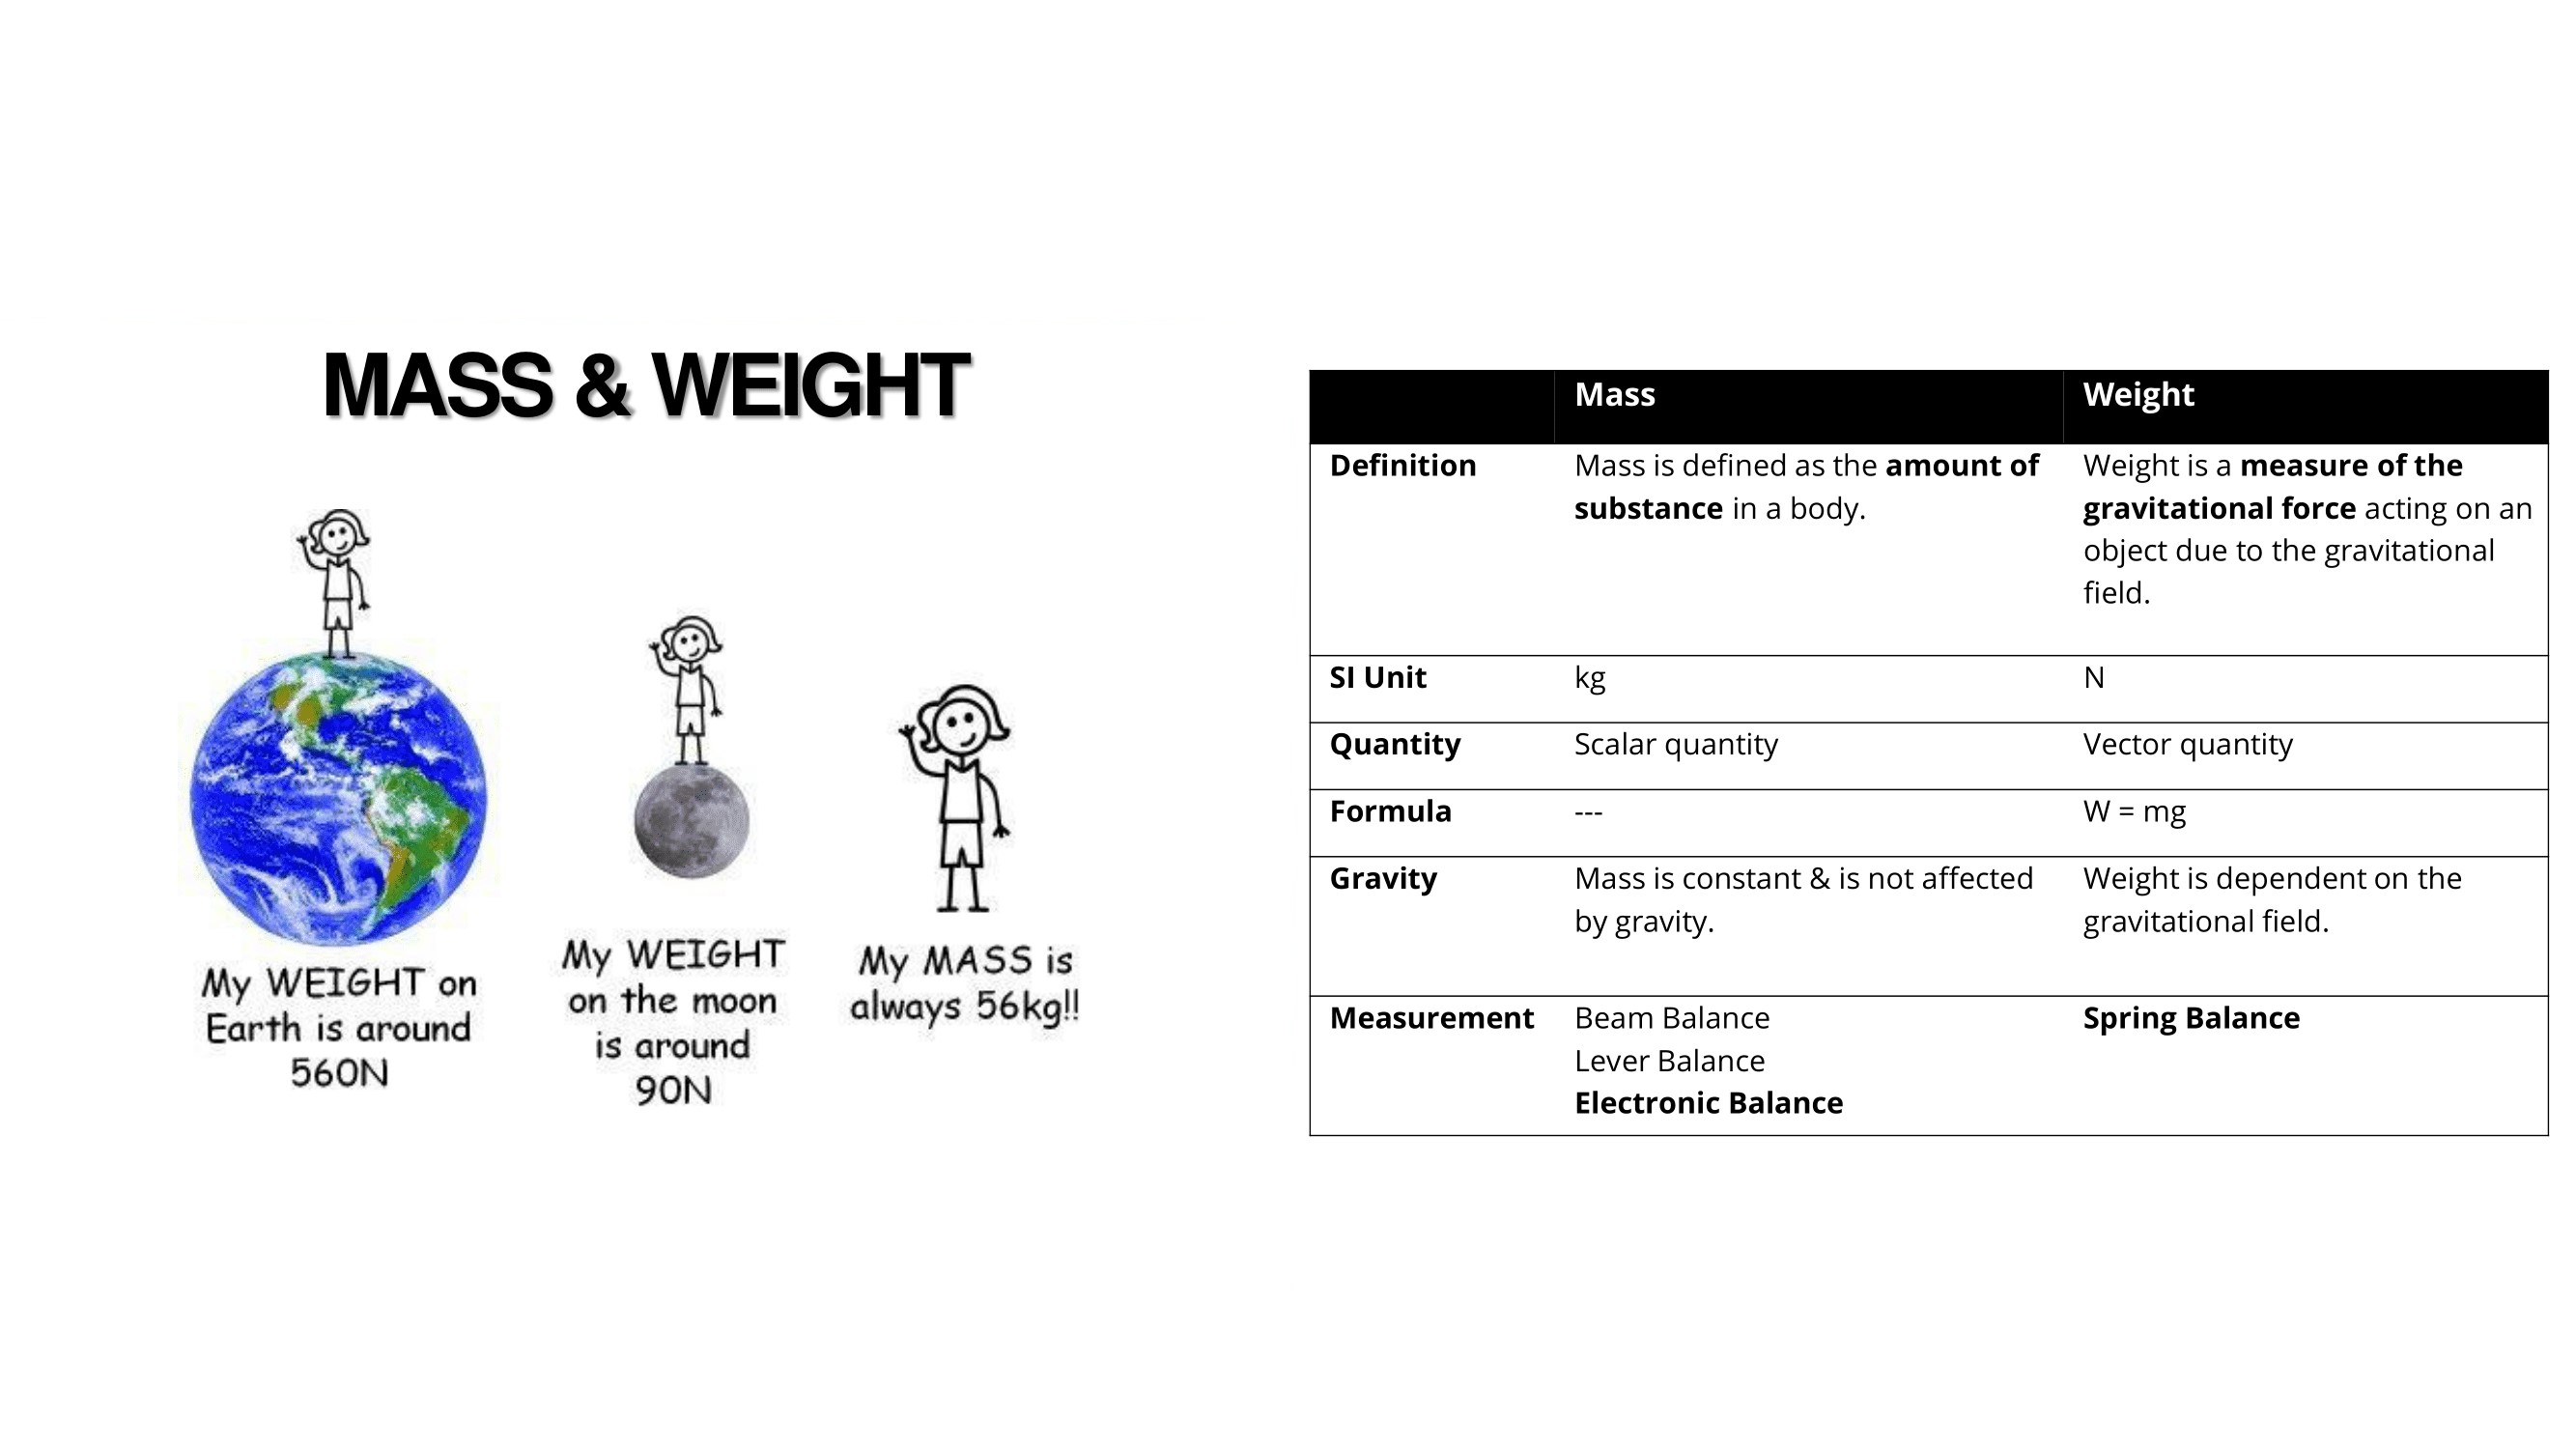 MASS & WEIGHT
My WEIGHT on
Earth is around
560N
My WEIGHT
on the moon
is around
90N
My MASS is
always 56kg!!
Mass
Weight
Definition
Mass is defined as the amount of
substance in a body.
Weight is a measure of the
gravitational force acting on an
object due to the gravitational
field.
SI Unit
kg
N
Quantity
Scalar quantity
Vector quantity
Formula
---
W = mg
Gravity
Mass is constant & is not affected
by gravity.
Weight is dependent on the
gravitational field.
Measurement
Beam Balance
Lever Balance
Electronic Balance
Spring Balance